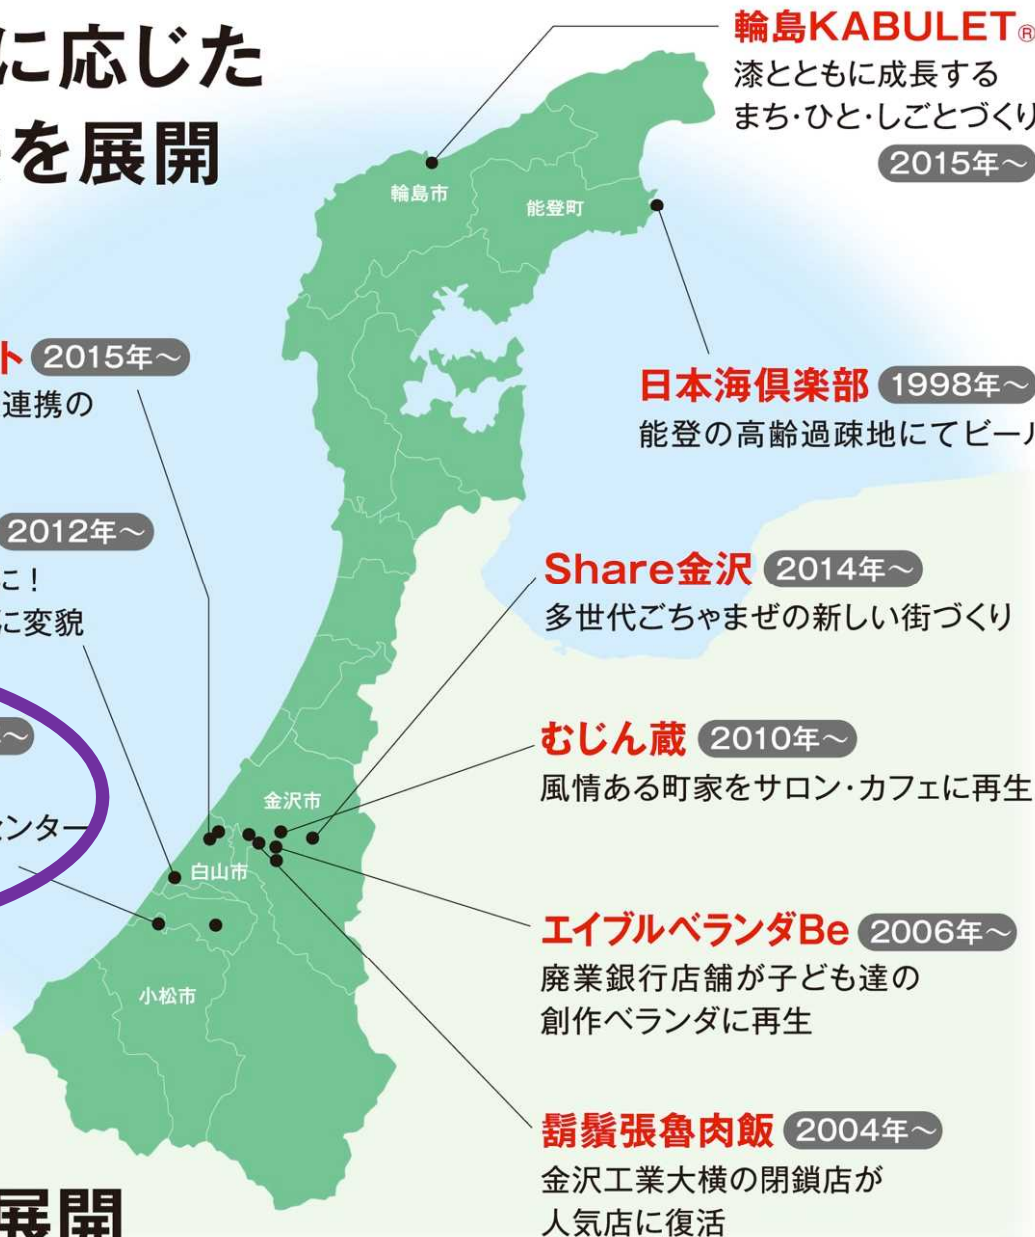 に応じた
を展開
輪島KABULET®
漆とともに成長する
まち・ひと・しごとづくり
2015年〜
輪島市
能登町
ト 2015年〜
連携の
日本海倶楽部 1998年〜
能登の高齢過疎地にてビール
2012年〜
に!
に変貌
Share金沢 2014年〜
多世代ごちゃまぜの新しい街づくり
〜
センター
むじん蔵 2010年〜
風情ある町家をサロン・カフェに再生
金沢市
白山市
小松市
エイブルベランダBe 2006年〜
廃業銀行店舗が子ども達の
創作ベランダに再生
鬍鬚張魯肉飯 2004年〜
金沢工業大横の閉鎖店が
人気店に復活
展開